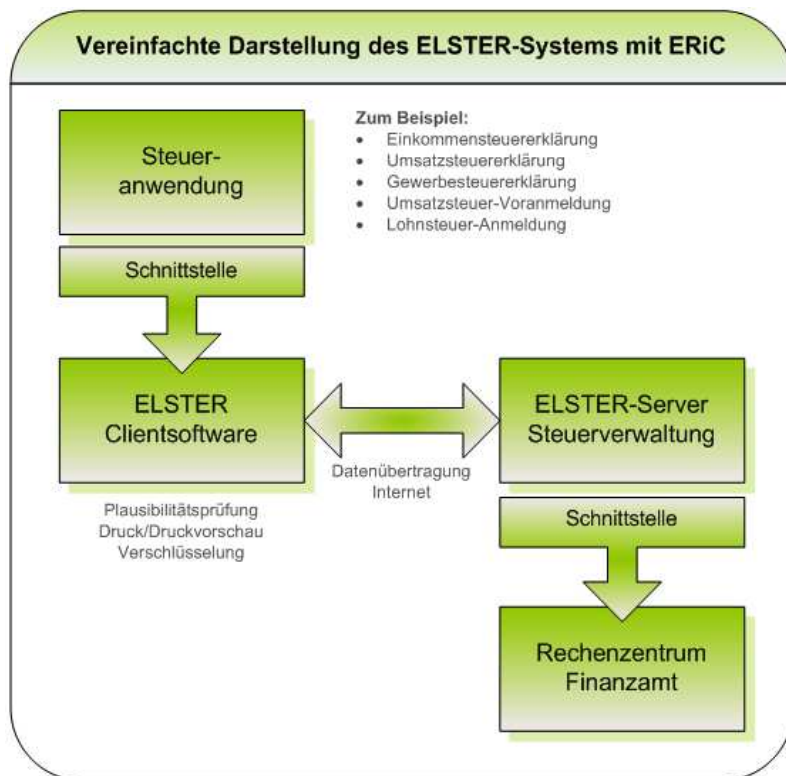 Vereinfachte Darstellung des ELSTER-Systems mit ERiC
Steuer-
anwendung
Zum Beispiel:
• Einkommensteuererklärung
• Umsatzsteuererklärung
• Gewerbesteuererklärung
• Umsatzsteuer-Voranmeldung
• Lohnsteuer-Anmeldung
Schnittstelle
ELSTER
Clientsoftware
Plausibilitätsprüfung
Druck/Druckvorschau
Verschlüsselung
Datenübertragung
Internet
ELSTER-Server
Steuerverwaltung
Schnittstelle
Rechenzentrum
Finanzamt